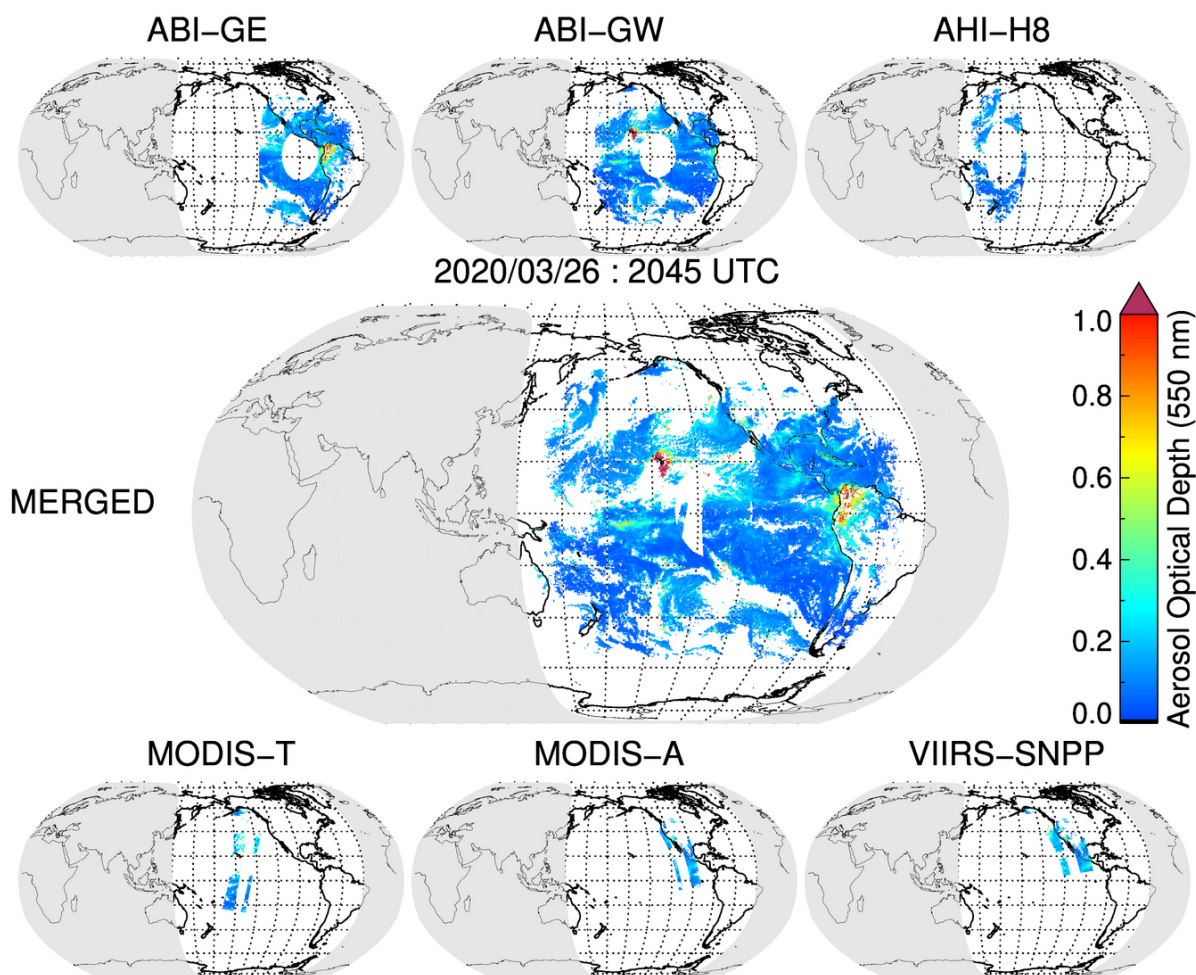 ABI–GE ABI–GW AHI–H8
2020/03/26 : 2045 UTC
MERGED
1.0
0.8
0.6
0.4
0.2
0.0
Aerosol Optical Depth (550 nm)
MODIS–T MODIS–A VIIRS–SNPP